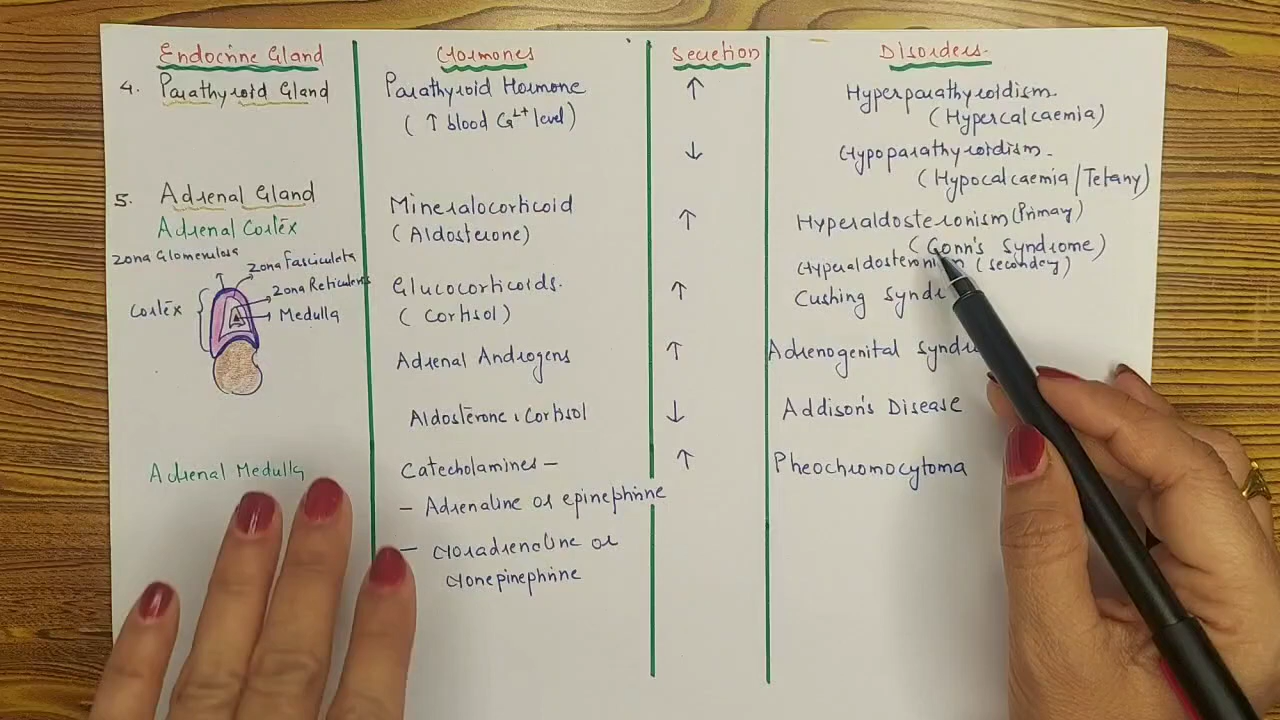 Endocrine Gland Hormones Secretion Disorders
4. Parathyroid Gland Parathyroid Hormone ↑ Hyperparathyroidism.
(↑ blood Ca2+ level) (Hypercalcaemia)
↓ Hypoparathyroidism
(Hypocalcaemia/Tetany)
5. Adrenal Gland Mineralocorticoid ↑ Hyperaldosteronism (Primary)
Adrenal Cortex (Aldosterone) (Conn's Syndrome)
Zona Glomerulosa Hyperaldosteronism (secondary)
Zona Fasciculata
Zona Reticularis Glucocorticoids. ↑ Cushing Syndr
Cortex Medulla (Cortisol)
Adrenal Androgens ↑ Adrenogenital Syndr
Aldosterone, Cortisol ↓ Addison's Disease
Adrenal Medulla Catecholamines – ↑ Pheochromocytoma
– Adrenaline or epinephrine
– Noradrenaline or
Norepinephrine